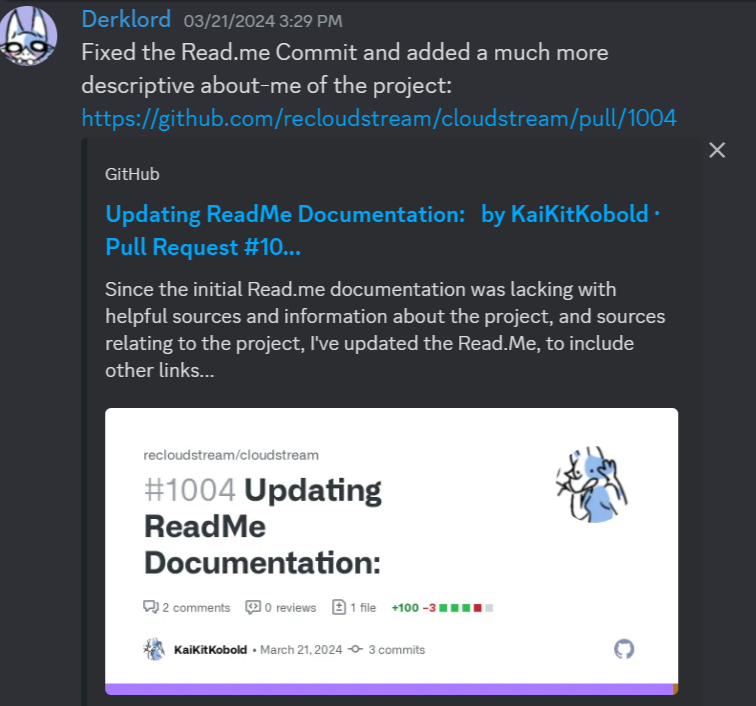 Derklord 03/21/2024 3:29 PM
Fixed the Read.me Commit and added a much more
descriptive about-me of the project:
https://github.com/recloudstream/cloudstream/pull/1004
GitHub
Updating ReadMe Documentation: by KaiKitKobold ·
Pull Request #10...
Since the initial Read.me documentation was lacking with
helpful sources and information about the project, and sources
relating to the project, I've updated the Read.Me, to include
other links...
recloudstream/cloudstream
#1004 Updating
ReadMe
Documentation:
2 comments 0 reviews 1 file +100 −3
KaiKitKobold • March 21, 2024 3 commits